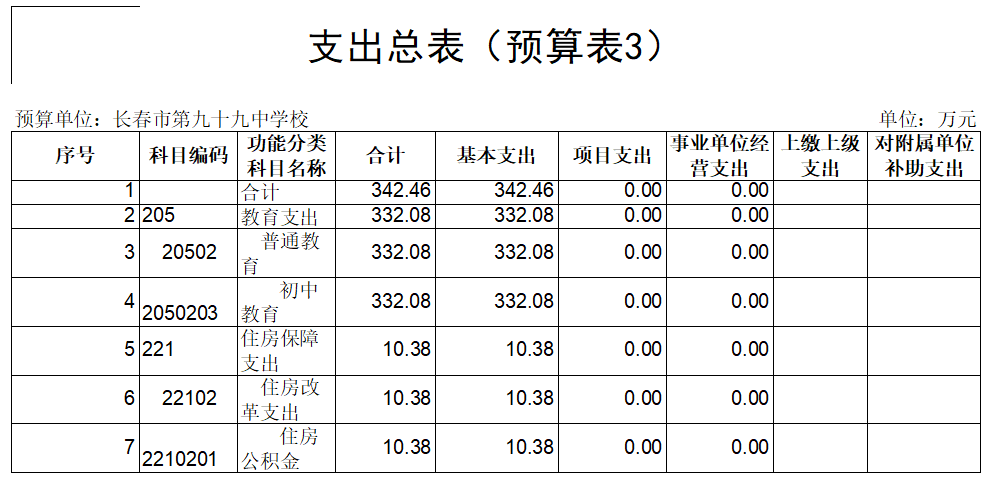 支出总表（预算表3）
预算单位：长春市第九十九中学校 单位：万元
序号 科目编码 功能分类科目名称 合计 基本支出 项目支出 事业单位经营支出 上缴上级支出 对附属单位补助支出
1 合计 342.46 342.46 0.00 0.00
2 205 教育支出 332.08 332.08 0.00 0.00
3 20502 普通教育 332.08 332.08 0.00 0.00
4 2050203 初中教育 332.08 332.08 0.00 0.00
5 221 住房保障支出 10.38 10.38 0.00 0.00
6 22102 住房改革支出 10.38 10.38 0.00 0.00
7 2210201 住房公积金 10.38 10.38 0.00 0.00